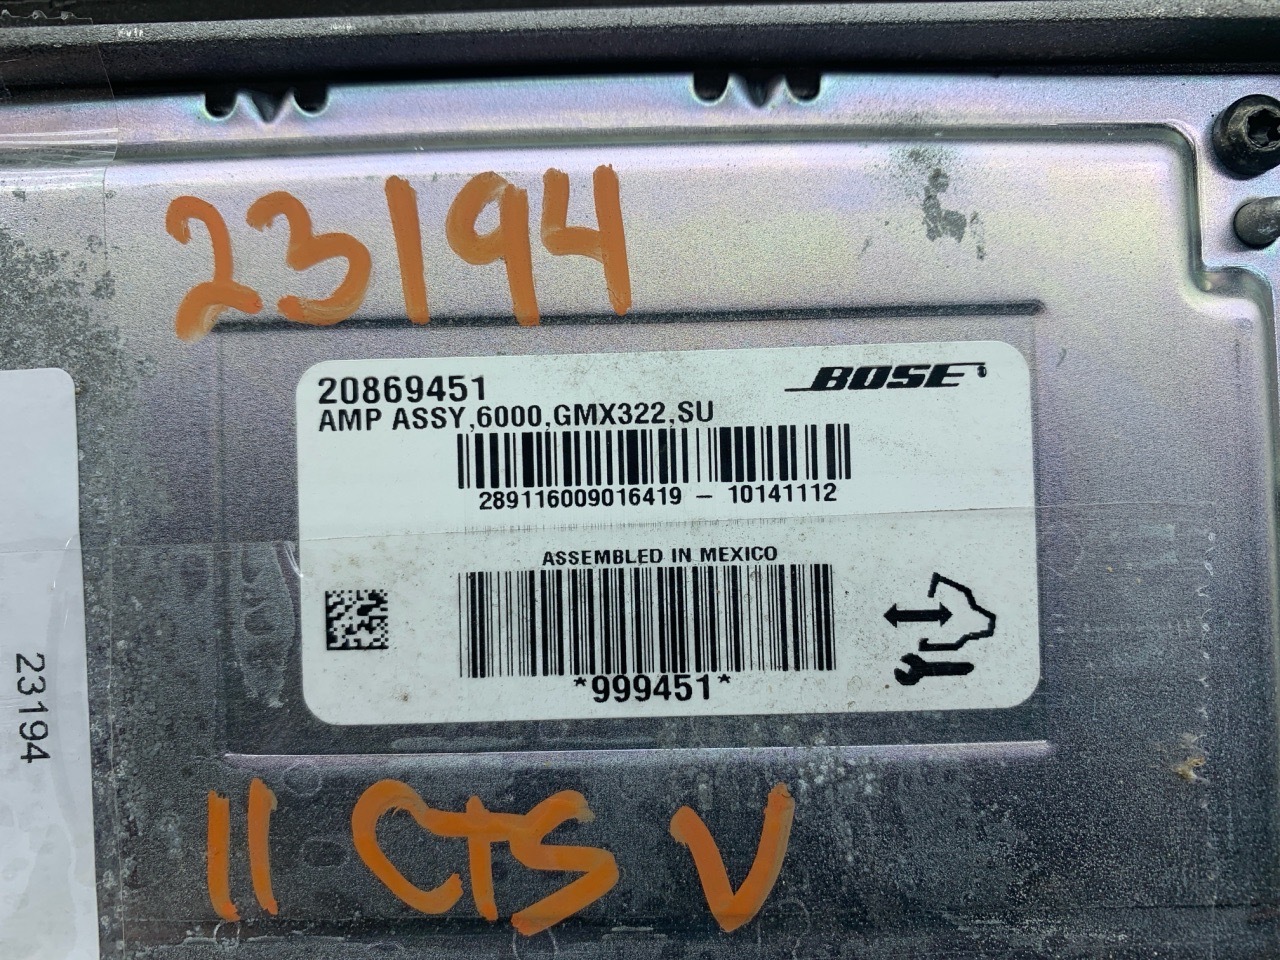 23194
20869451
BOSE
AMP ASSY,6000,GMX322,SU
289116009016419 – 10141112
ASSEMBLED IN MEXICO
*999451*
23194
11 CTS V